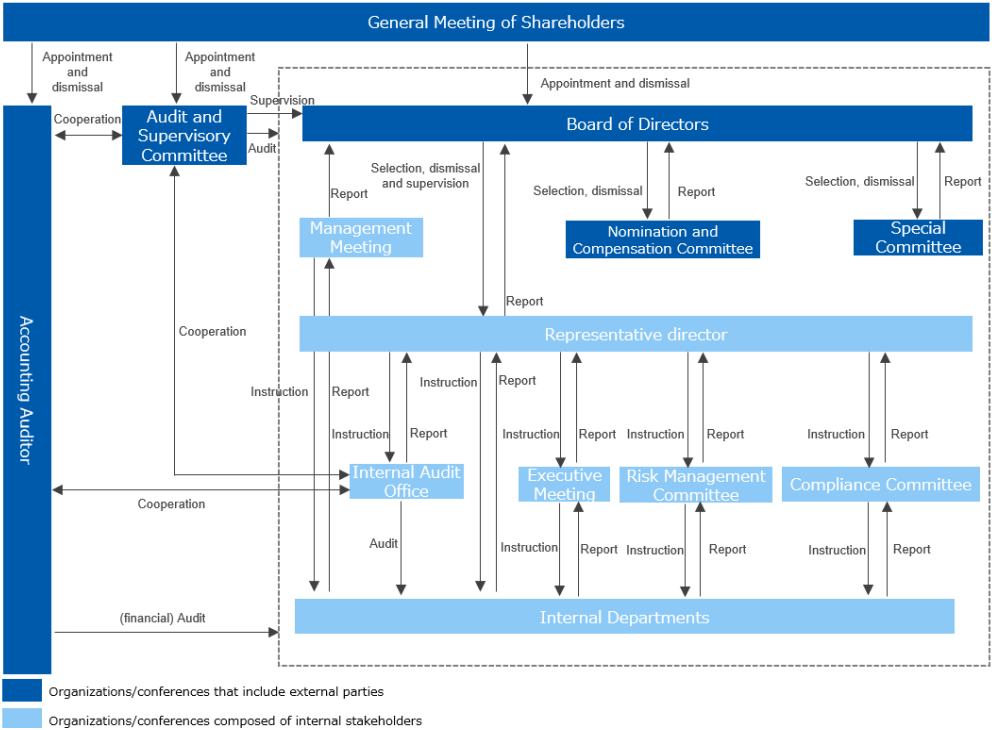 General Meeting of Shareholders
Appointment
and
dismissal
Appointment
and
dismissal
Appointment and dismissal
Supervision
Cooperation
Audit and
Supervisory
Committee
Audit
Board of Directors
Selection, dismissal
and supervision
Selection, dismissal
Report
Selection, dismissal
Report
Report
Management
Meeting
Nomination and
Compensation Committee
Special
Committee
Report
Cooperation
Representative director
Accounting Auditor
Instruction
Report
Instruction
Report
Instruction
Report
Instruction
Report
Instruction
Report
Instruction
Report
Internal Audit
Office
Executive
Meeting
Risk Management
Committee
Compliance Committee
Cooperation
Audit
Instruction
Report
Instruction
Report
Instruction
Report
(financial) Audit
Internal Departments
Organizations/conferences that include external parties
Organizations/conferences composed of internal stakeholders